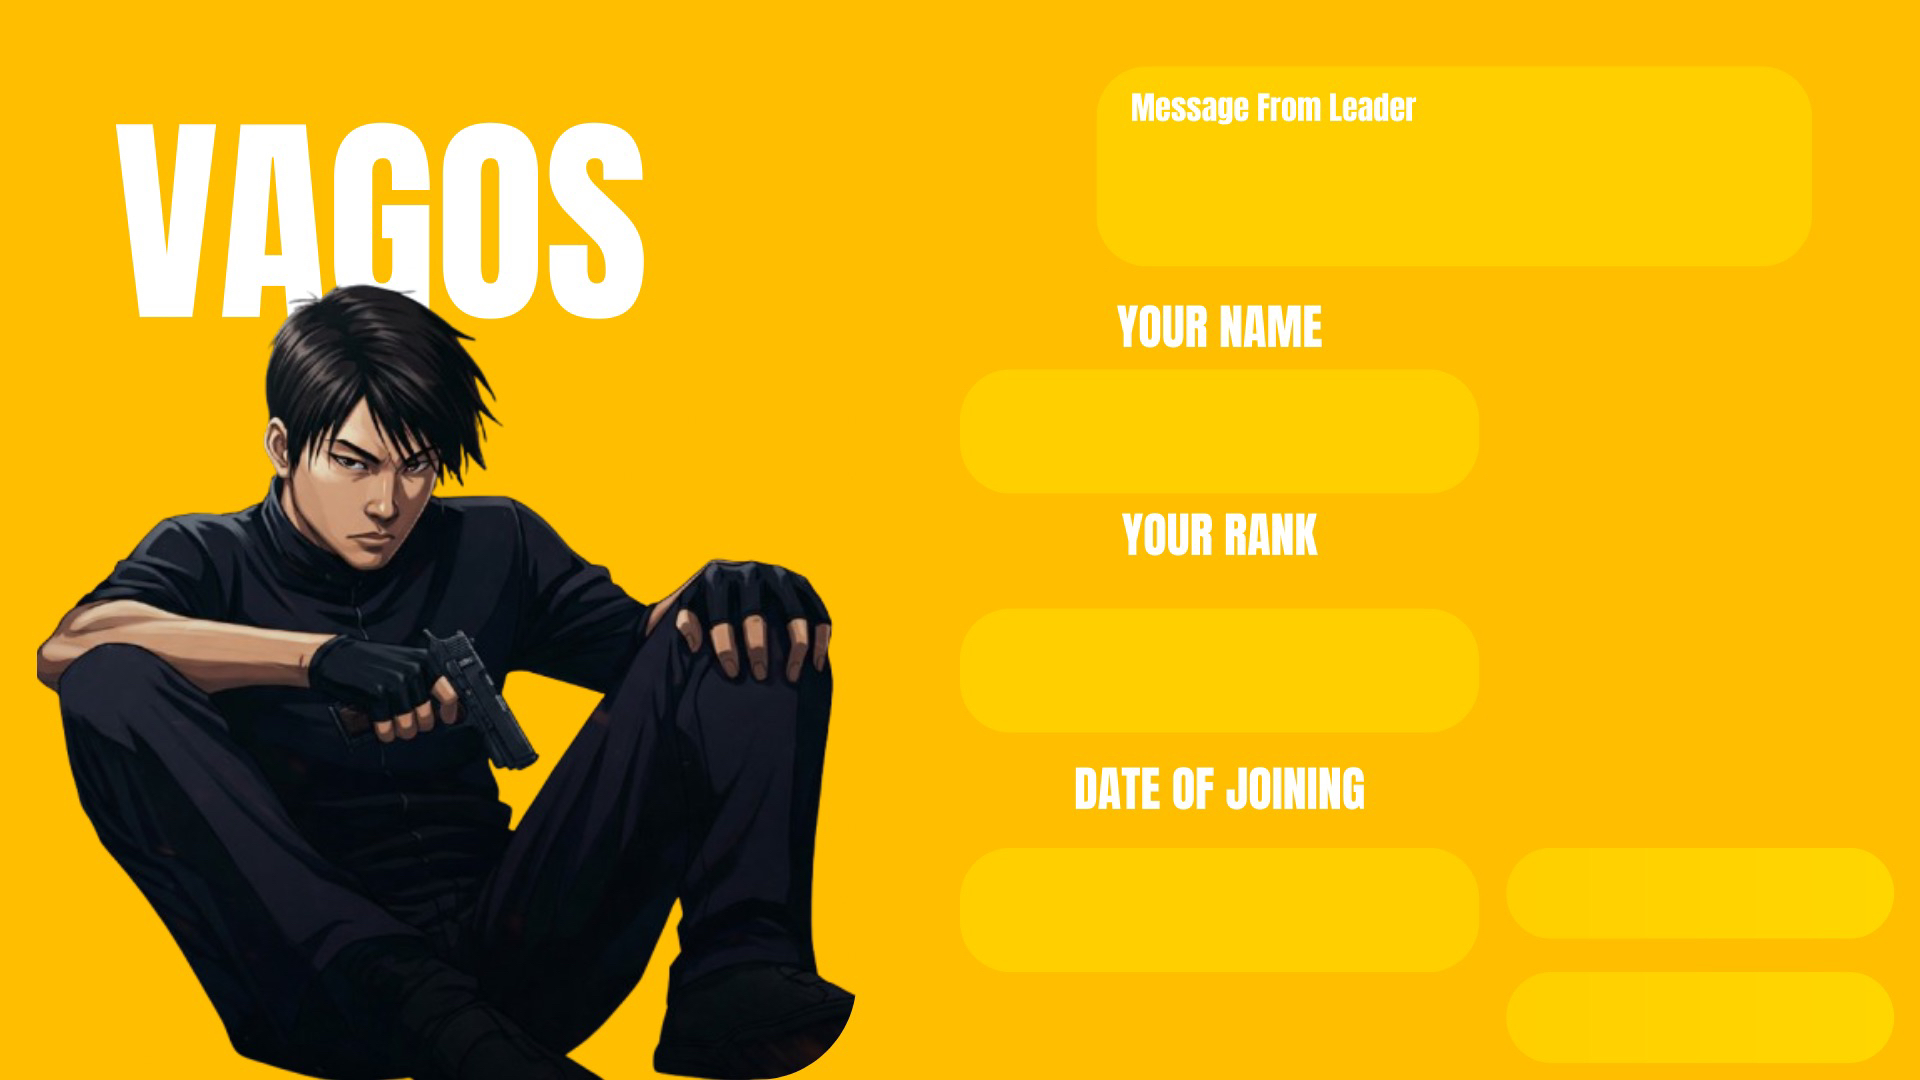 VAGOS
Message From Leader
YOUR NAME
YOUR RANK
DATE OF JOINING